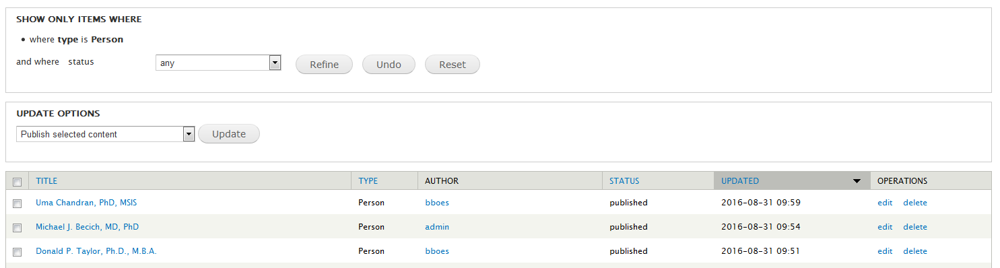 SHOW ONLY ITEMS WHERE
• where type is Person
and where status any Refine Undo Reset
UPDATE OPTIONS
Publish selected content Update
TITLE TYPE AUTHOR STATUS UPDATED OPERATIONS
Uma Chandran, PhD, MSIS Person bboes published 2016-08-31 09:59 edit delete
Michael J. Becich, MD, PhD Person admin published 2016-08-31 09:54 edit delete
Donald P. Taylor, Ph.D., M.B.A. Person bboes published 2016-08-31 09:51 edit delete